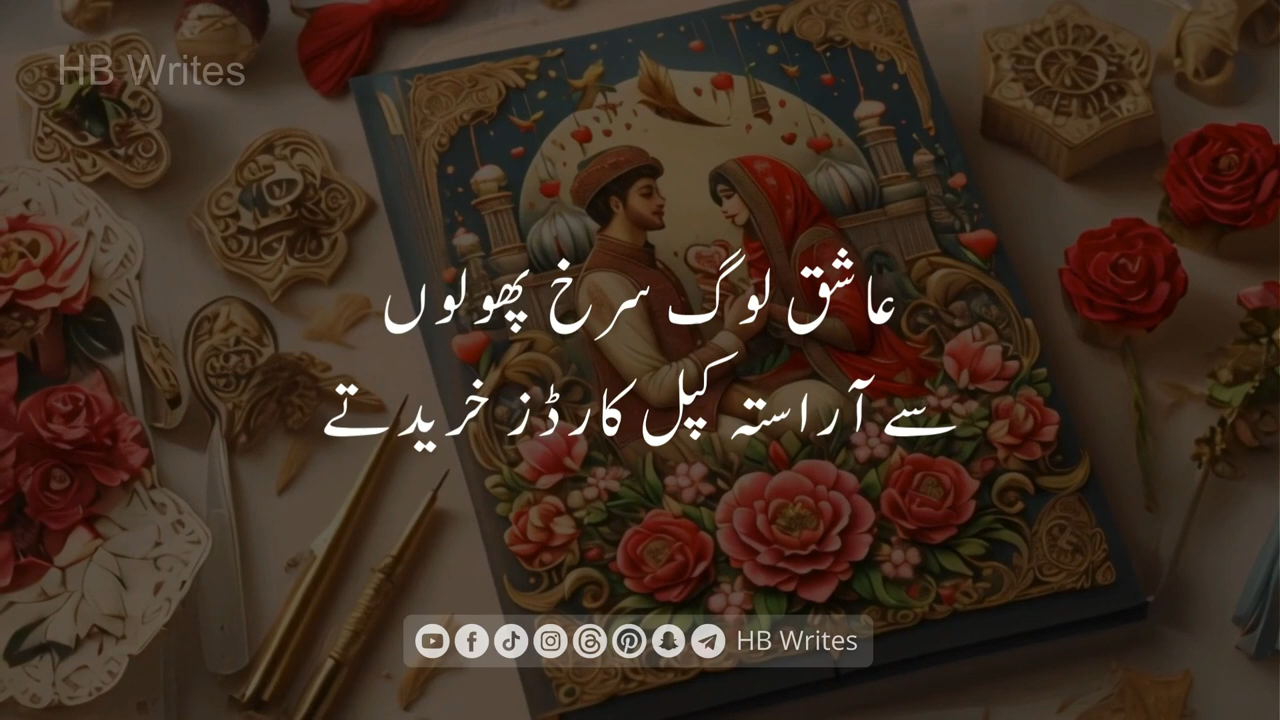 HB Writes
عاشق لوگ سرخ پھولوں
سے آراستہ کپل کارڈز خریدتے
HB Writes